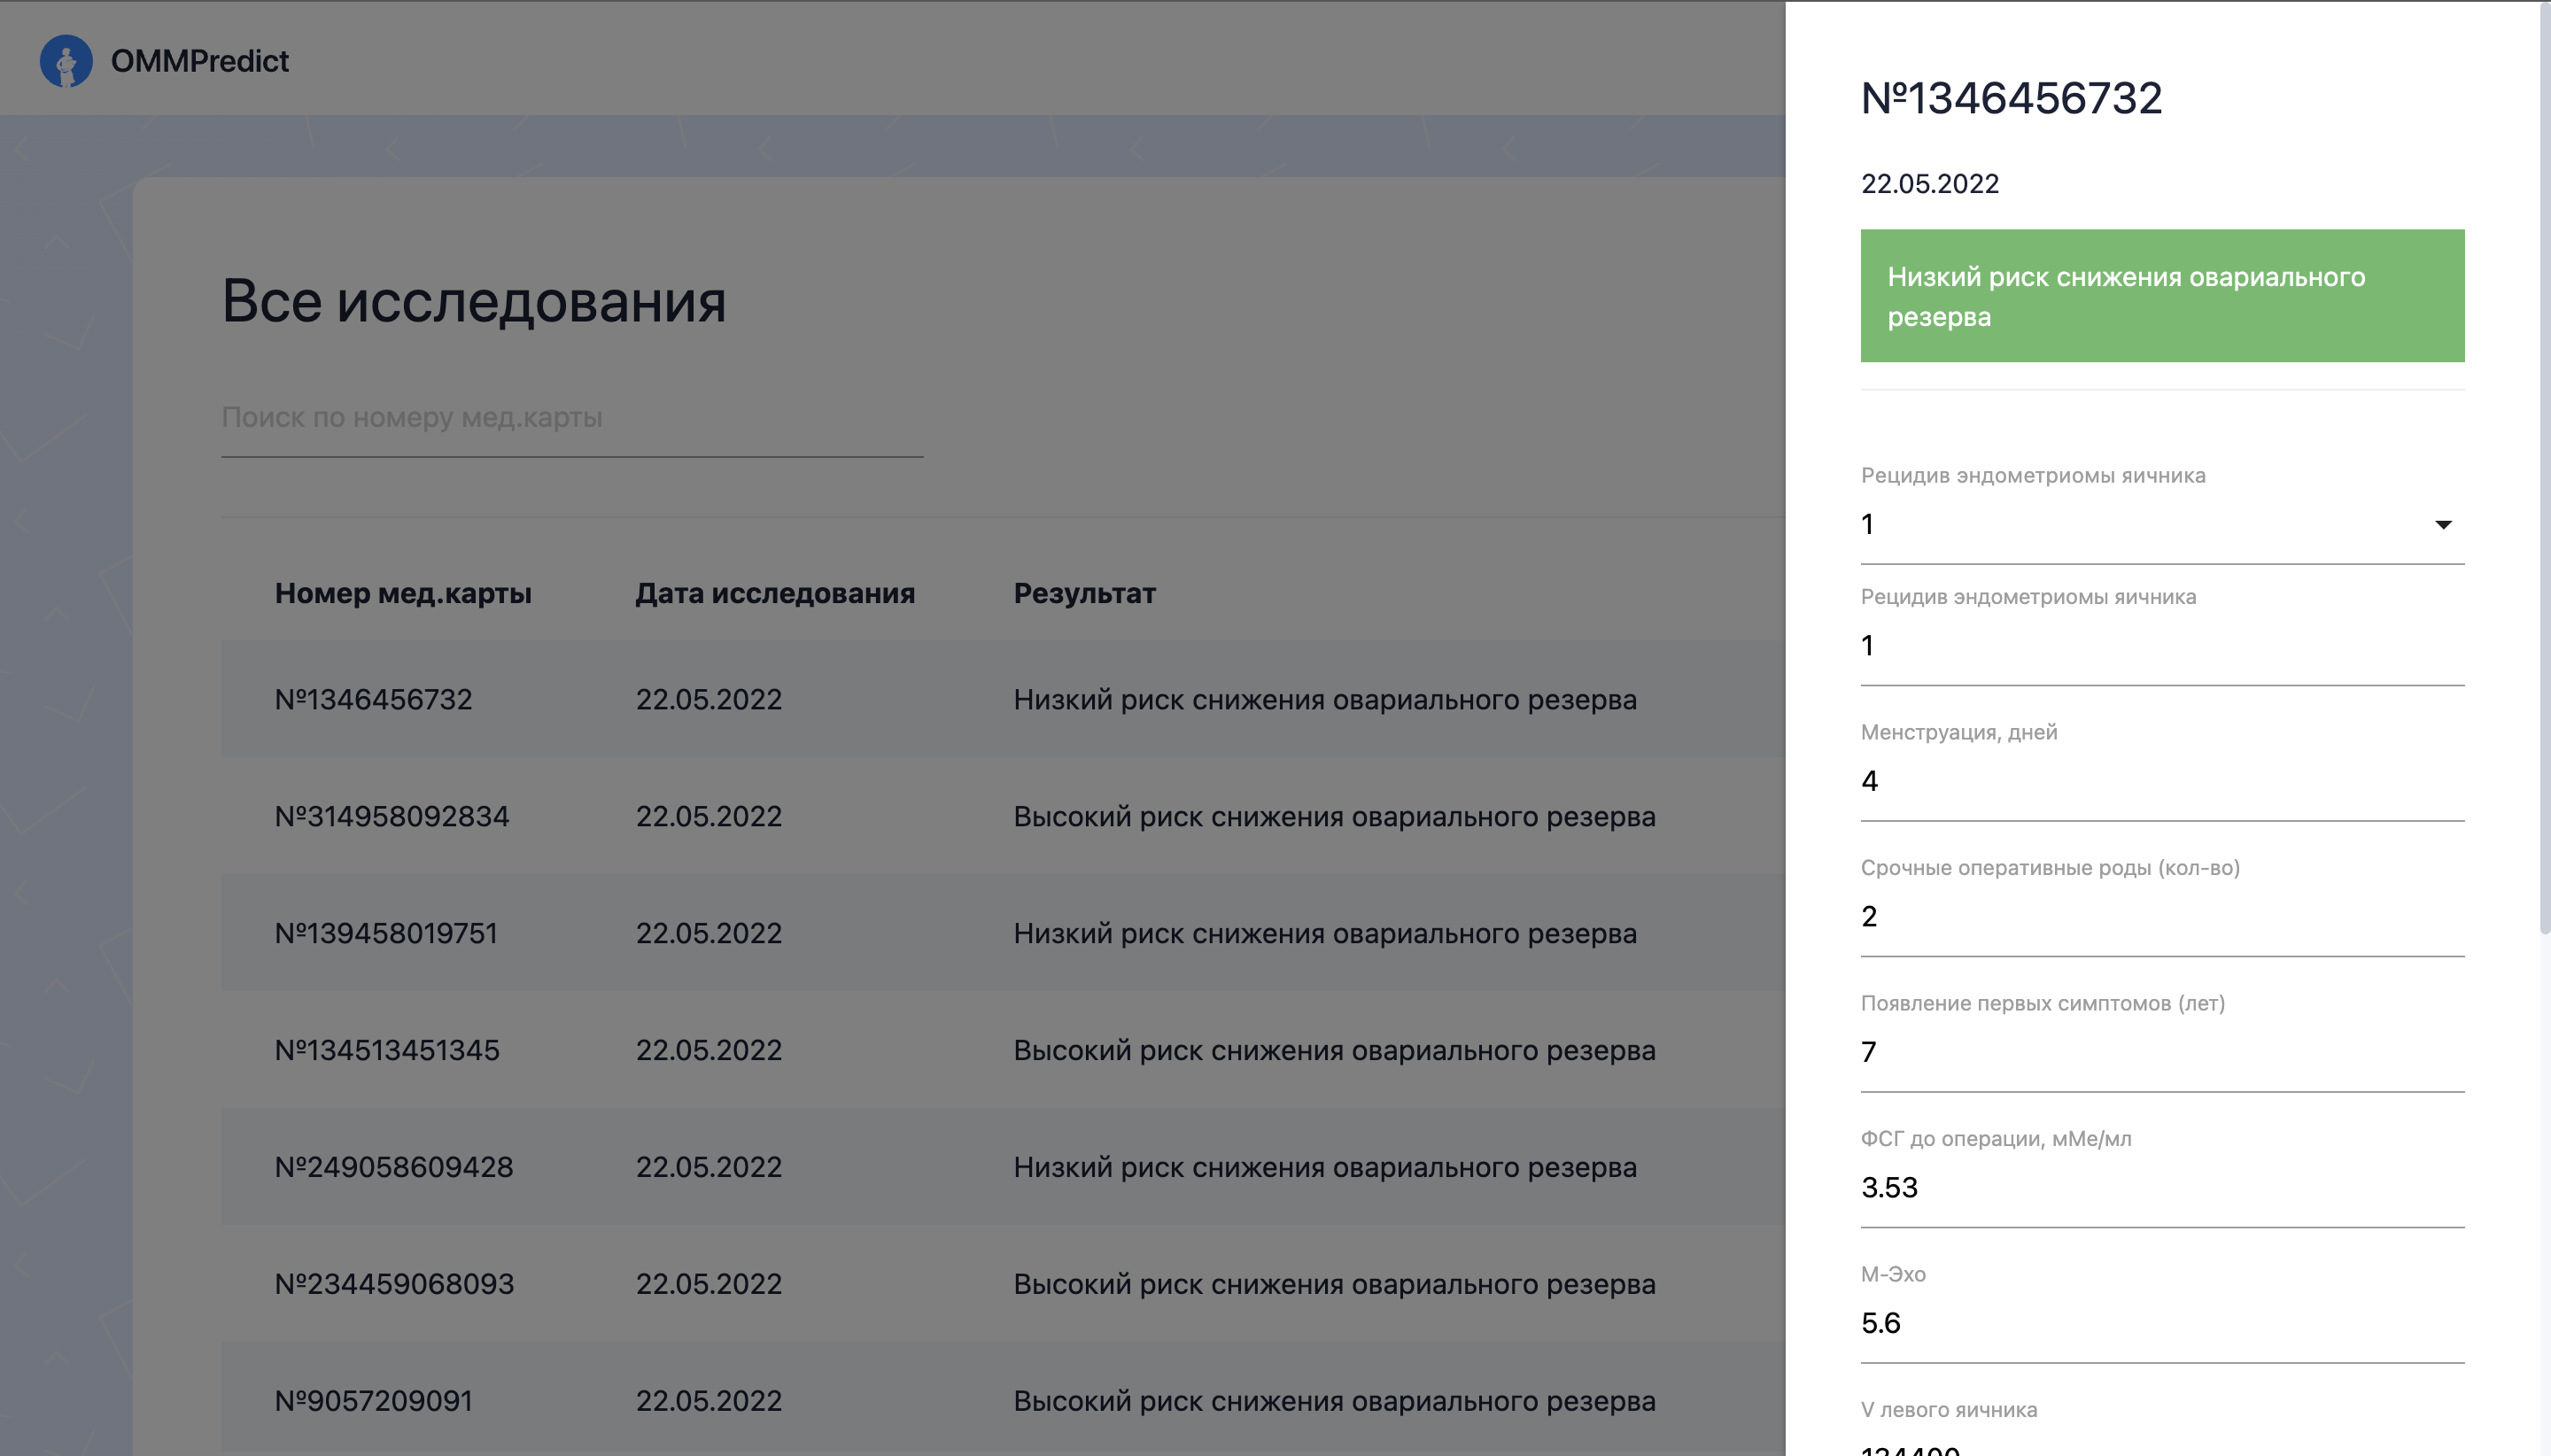 OMMPredict
Все исследования
Поиск по номеру мед.карты
Номер мед.карты Дата исследования Результат
№1346456732 22.05.2022 Низкий риск снижения овариального резерва
№314958092834 22.05.2022 Высокий риск снижения овариального резерва
№139458019751 22.05.2022 Низкий риск снижения овариального резерва
№134513451345 22.05.2022 Высокий риск снижения овариального резерва
№249058609428 22.05.2022 Низкий риск снижения овариального резерва
№234459068093 22.05.2022 Высокий риск снижения овариального резерва
№9057209091 22.05.2022 Высокий риск снижения овариального резерва
№1346456732
22.05.2022
Низкий риск снижения овариального
резерва
Рецидив эндометриомы яичника
1
Рецидив эндометриомы яичника
1
Менструация, дней
4
Срочные оперативные роды (кол-во)
2
Появление первых симптомов (лет)
7
ФСГ до операции, мМе/мл
3.53
М-Эхо
5.6
V левого яичника